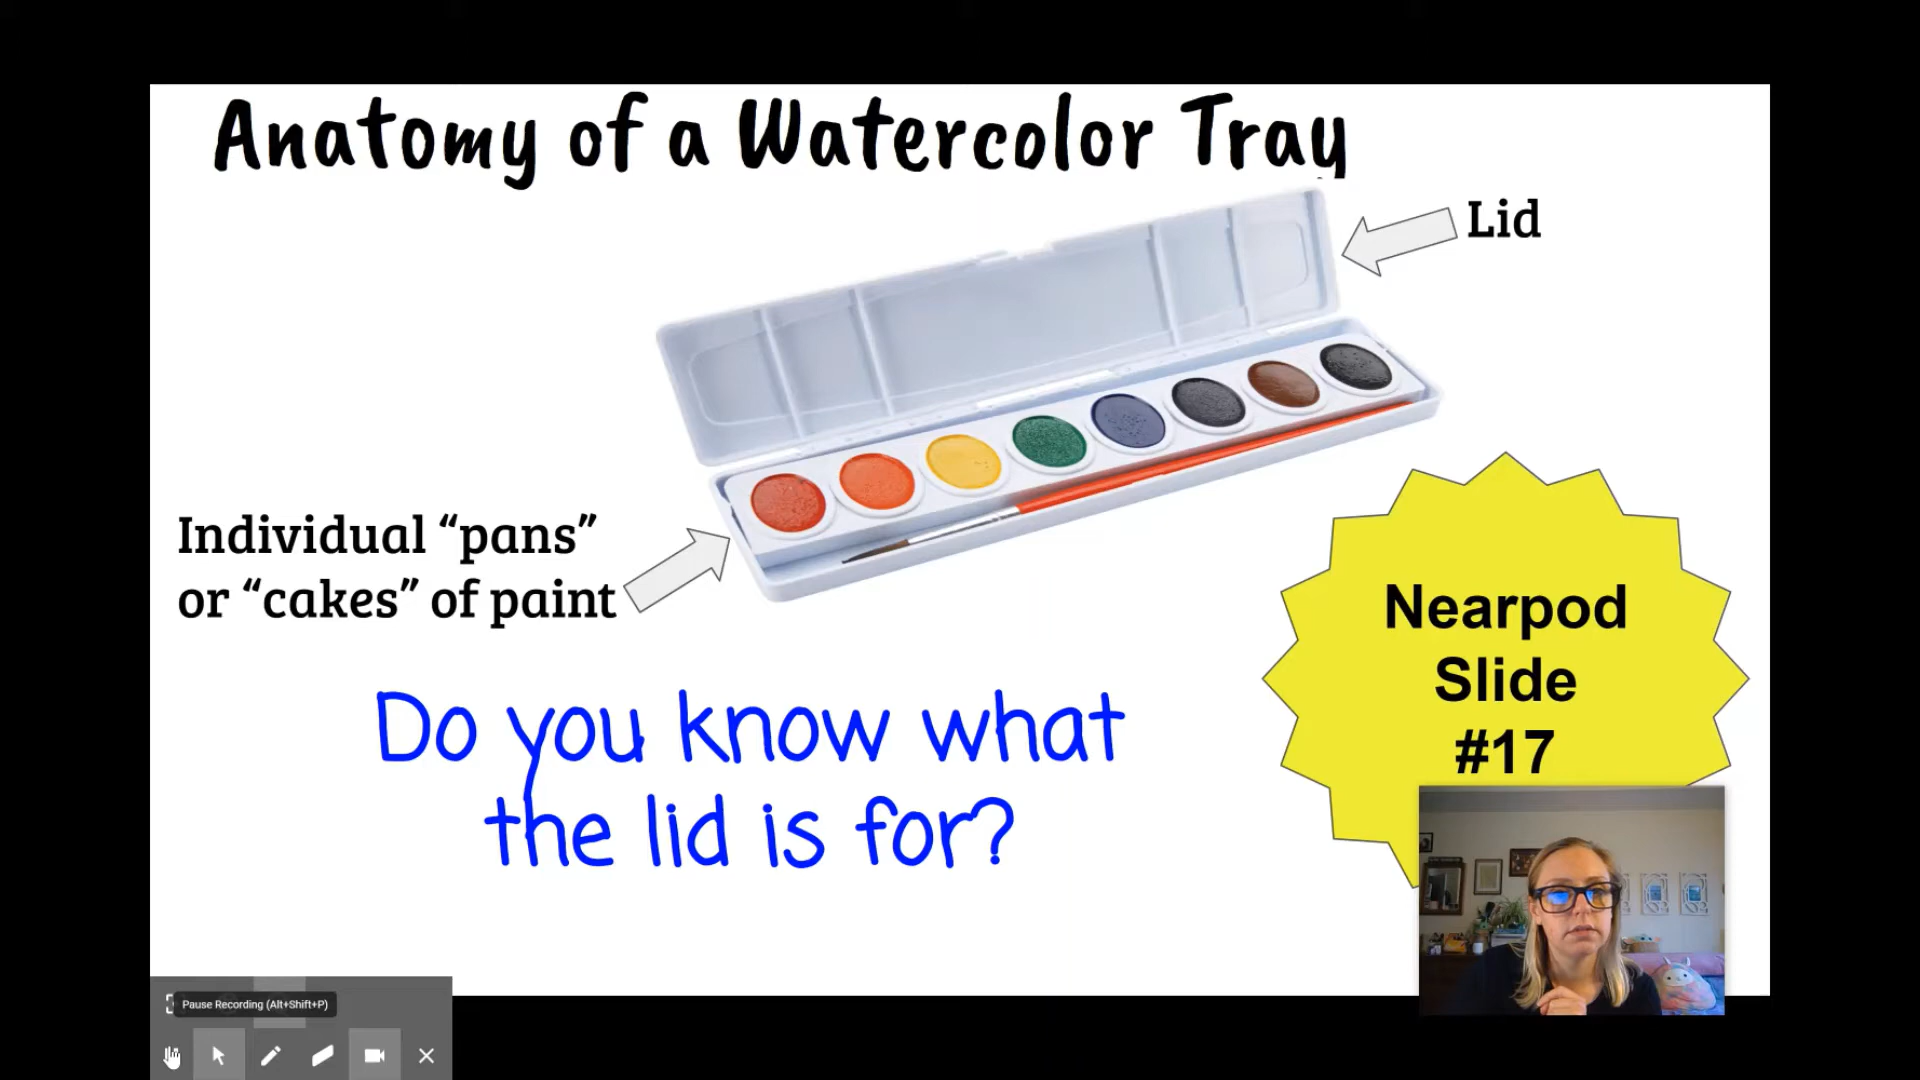 Anatomy of a Watercolor Tray
Lid
Individual “pans”
or “cakes” of paint
Do you know what
the lid is for?
Nearpod
Slide
#17
Pause Recording (Alt+Shift+P)